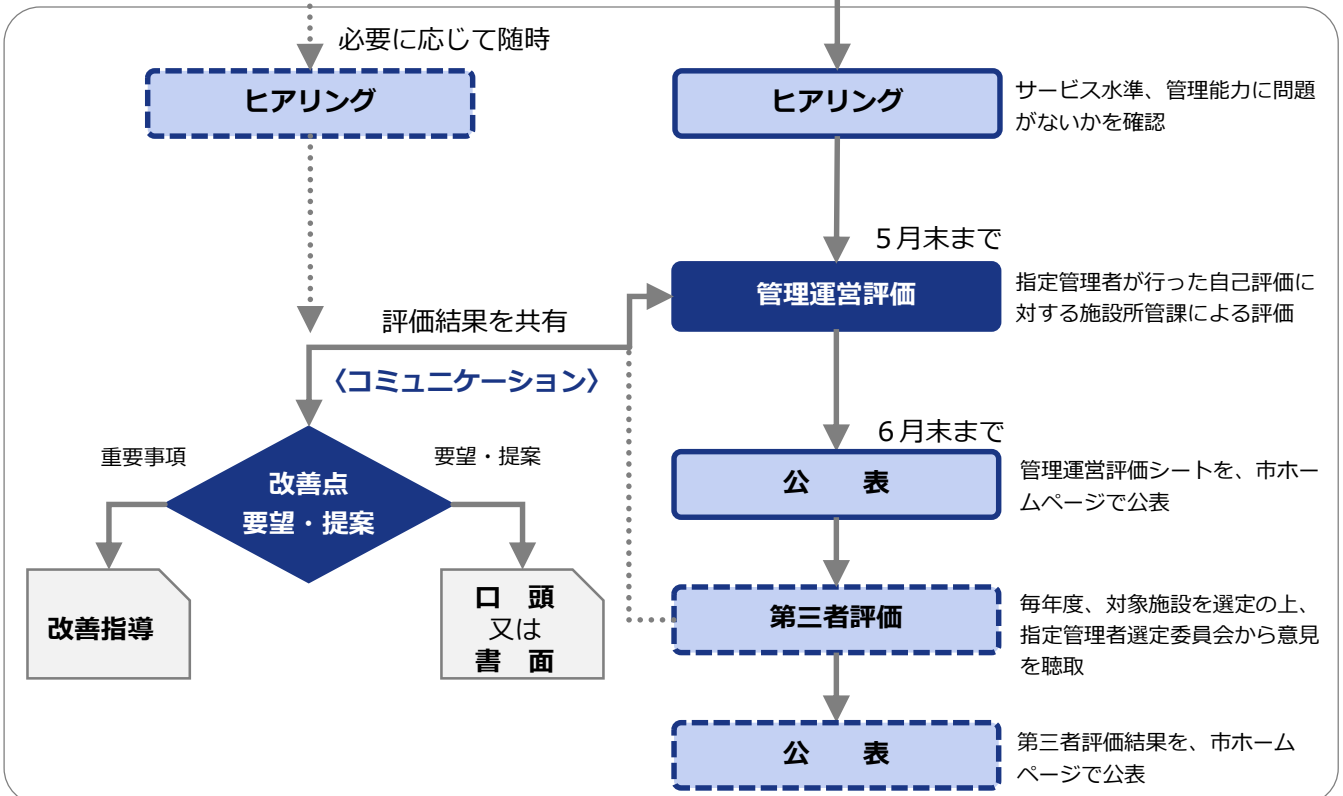 必要に応じて随時
ヒアリング
ヒアリング
サービス水準、管理能力に問題
がないかを確認
5月末まで
管理運営評価
指定管理者が行った自己評価に
対する施設所管課による評価
評価結果を共有
〈コミュニケーション〉
重要事項
要望・提案
改善点
要望・提案
6月末まで
公　表
管理運営評価シートを、市ホー
ムページで公表
改善指導
口　頭
又は
書　面
第三者評価
毎年度、対象施設を選定の上、
指定管理者選定委員会から意見
を聴取
公　表
第三者評価結果を、市ホーム
ページで公表